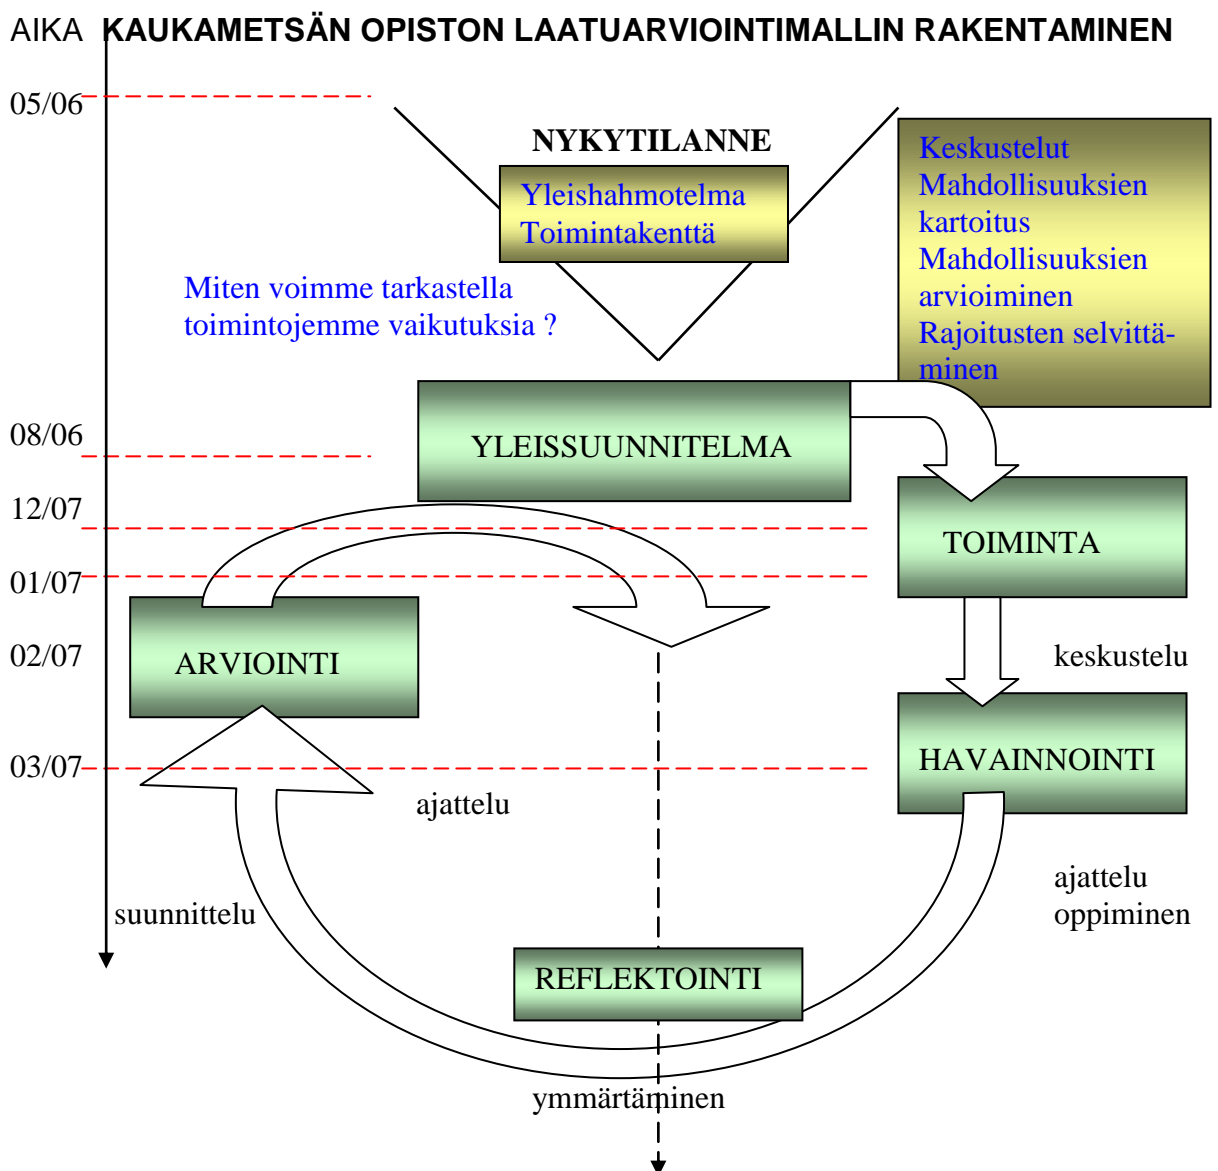 AIKA KAUKAMETSÄN OPISTON LAATUARVIOINTIMALLIN RAKENTAMINEN
05/06
NYKYTILANNE
Yleishahmotelma
Toimintakenttä
Keskustelut
Mahdollisuuksien
kartoitus
Mahdollisuuksien
arvioiminen
Rajoitusten selvittä-
minen
Miten voimme tarkastella
toimintojemme vaikutuksia ?
08/06
YLEISSUUNNITELMA
12/07
TOIMINTA
01/07
02/07
ARVIOINTI
keskustelu
03/07
HAVAINNOINTI
ajattelu
ajattelu
oppiminen
suunnittelu
REFLEKTOINTI
ymmärtäminen